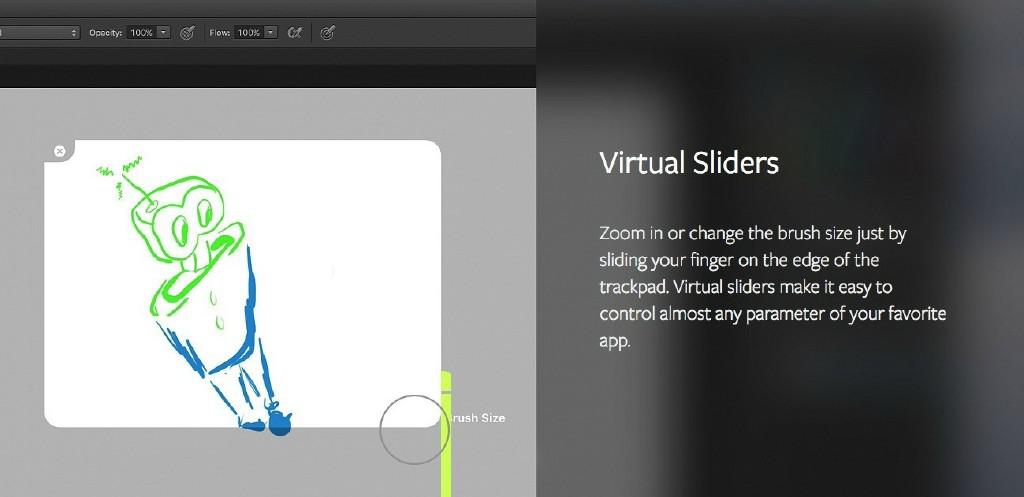 Opacity: 100% Flow: 100%
Brush Size
Virtual Sliders
Zoom in or change the brush size just by
sliding your finger on the edge of the
trackpad. Virtual sliders make it easy to
control almost any parameter of your favorite
app.